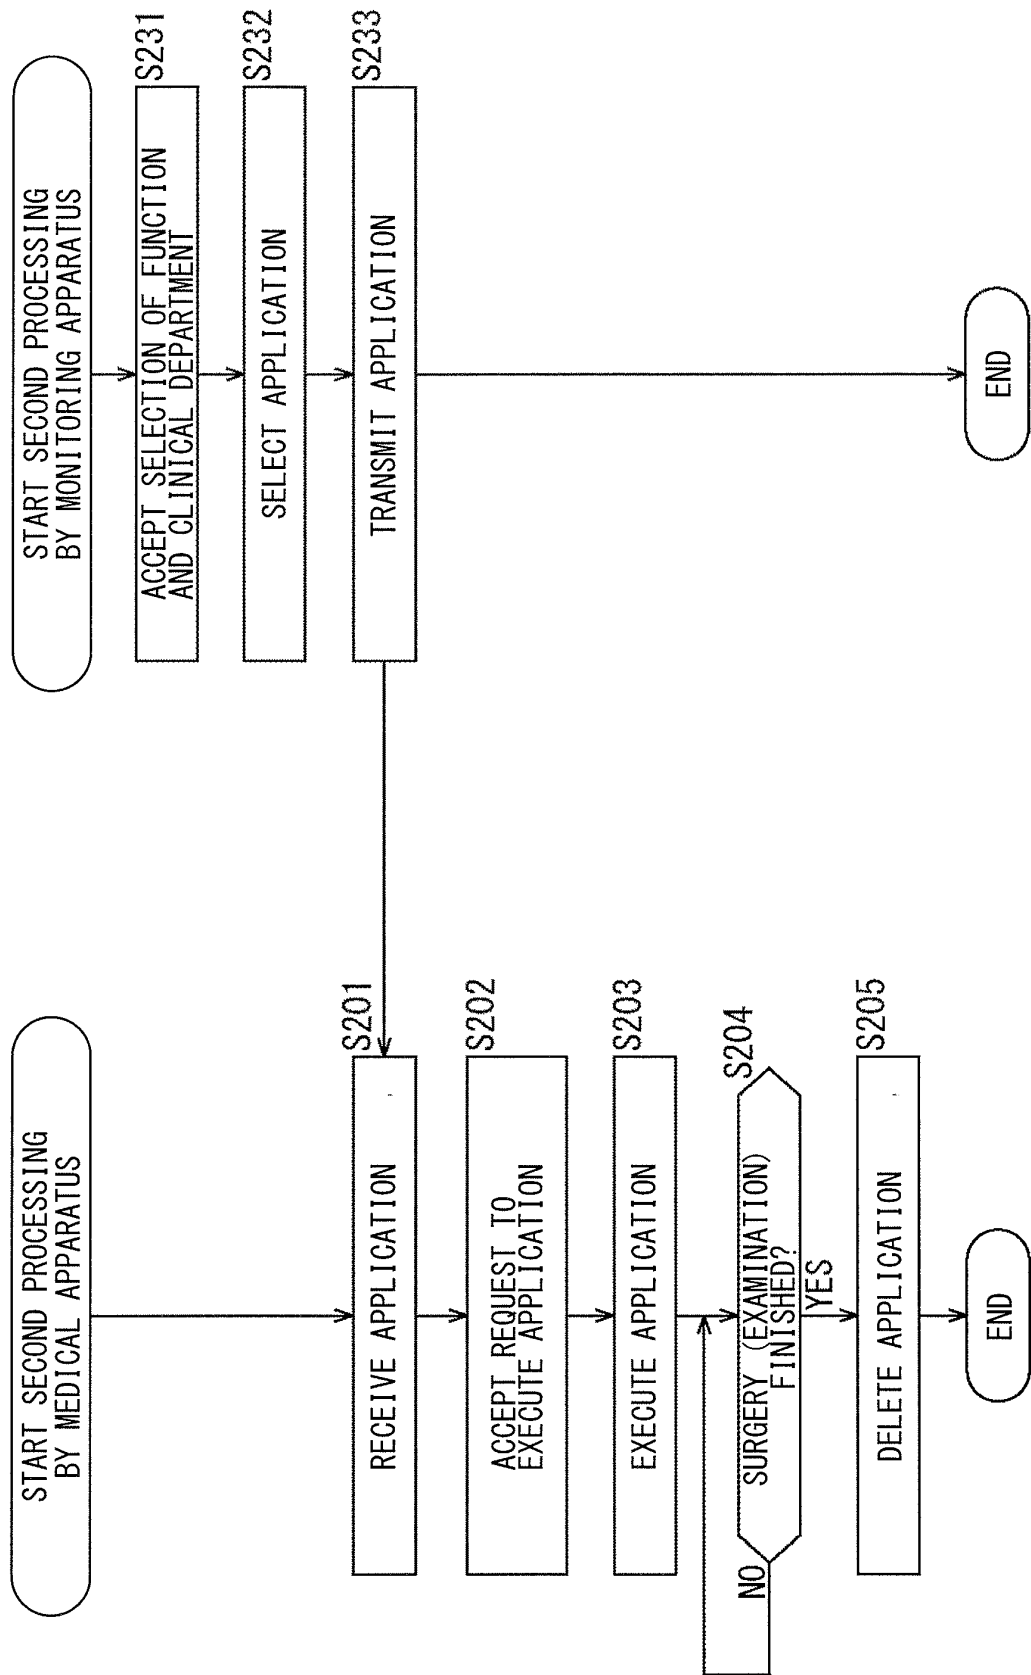 START SECOND PROCESSING
BY MEDICAL APPARATUS
S201
RECEIVE APPLICATION
S202
ACCEPT REQUEST TO
EXECUTE APPLICATION
S203
EXECUTE APPLICATION
S204
SURGERY (EXAMINATION)
FINISHED?
NO
YES
S205
DELETE APPLICATION
END
START SECOND PROCESSING
BY MONITORING APPARATUS
S231
ACCEPT SELECTION OF FUNCTION
AND CLINICAL DEPARTMENT
S232
SELECT APPLICATION
S233
TRANSMIT APPLICATION
END